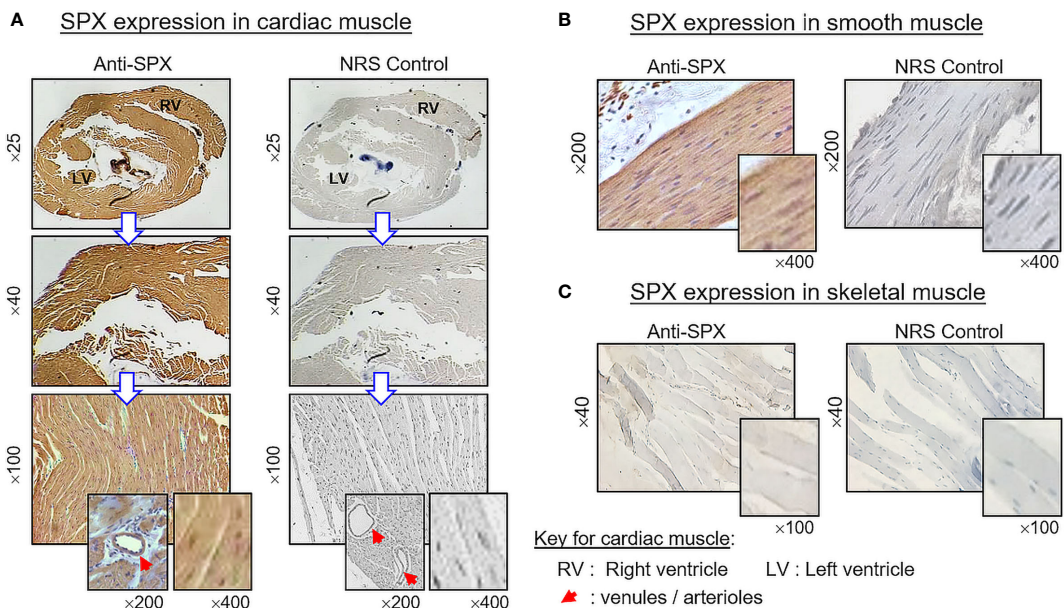 A SPX expression in cardiac muscle
Anti-SPX NRS Control
×25
RV
LV
RV
LV
×40
×100
×200 ×400 ×200 ×400
B SPX expression in smooth muscle
Anti-SPX NRS Control
×200
×200
×400 ×400
C SPX expression in skeletal muscle
Anti-SPX NRS Control
×40
×40
×100 ×100
Key for cardiac muscle:
RV : Right ventricle LV : Left ventricle
: venules / arterioles